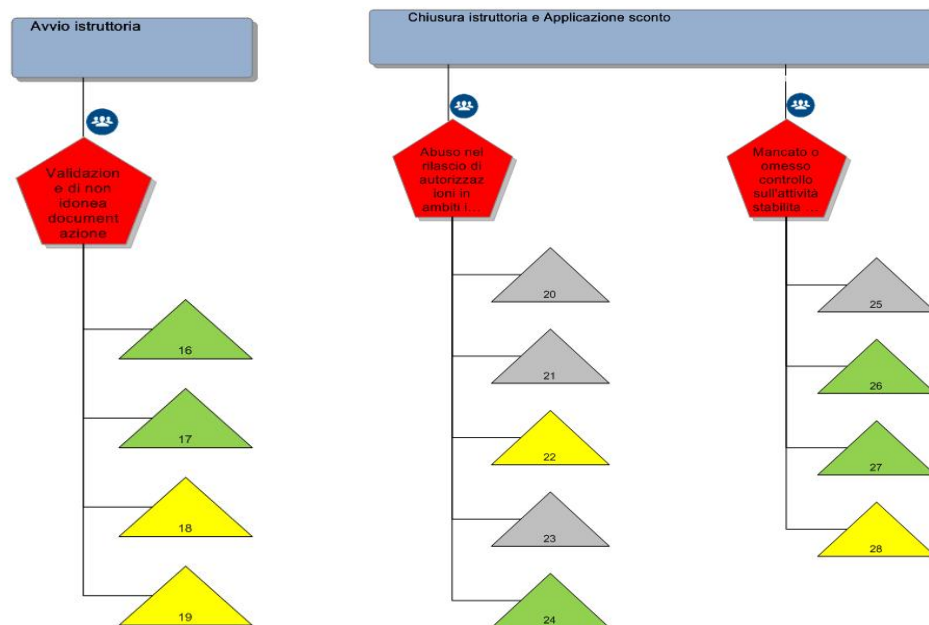 Avvio istruttoria
Chiusura istruttoria e Applicazione sconto
Validazion
e di non
idonea
document
azione
Abuso nel
rilascio di
autorizzaz
ioni in
ambiti i...
Mancato o
omesso
controllo
sull'attività
stabilita ...
16
17
18
19
20
21
22
23
24
25
26
27
28